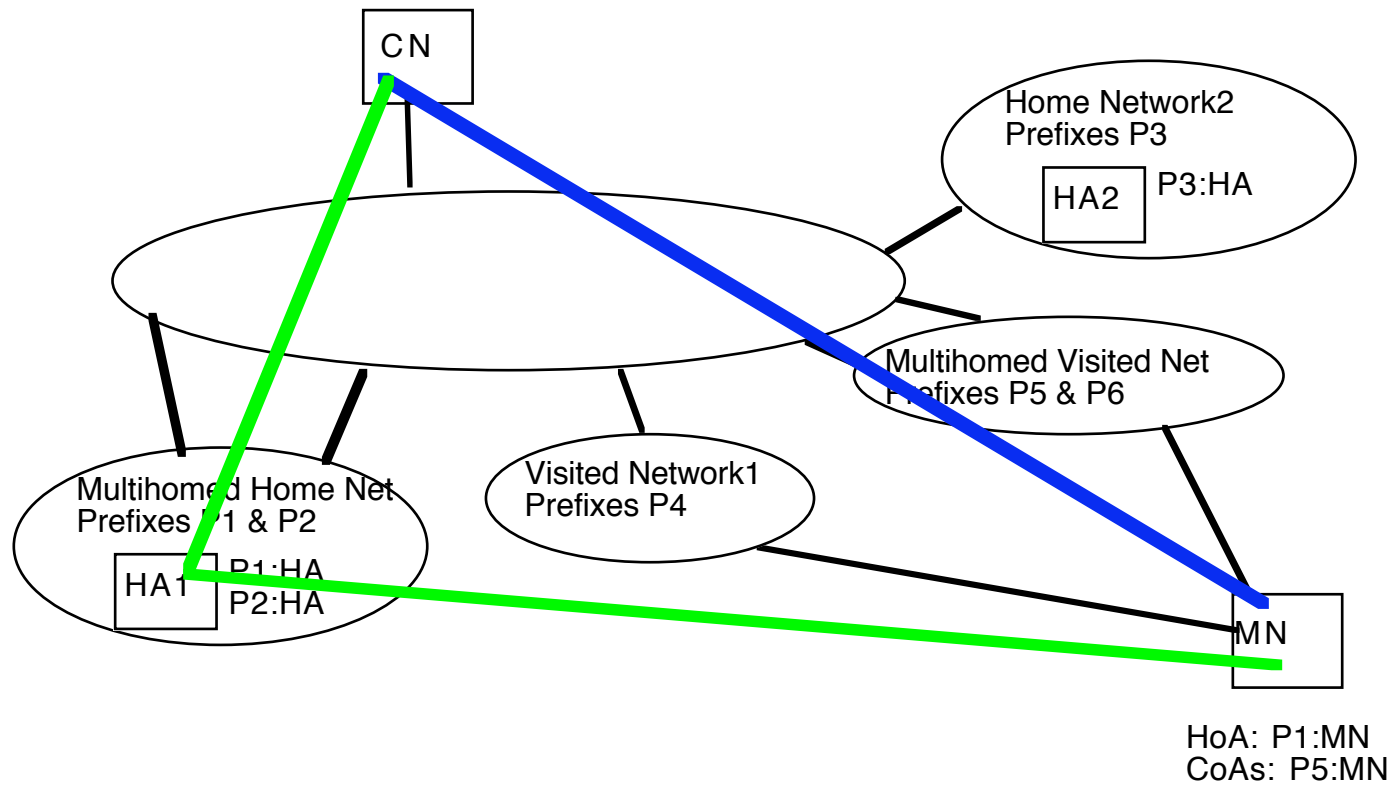 CN
Home Network2
Prefixes P3
HA2
P3:HA
Multihomed Visited Net
Prefixes P5 & P6
Visited Network1
Prefixes P4
Multihomed Home Net
Prefixes P1 & P2
HA1
P1:HA
P2:HA
MN
HoA: P1:MN
CoAs: P5:MN